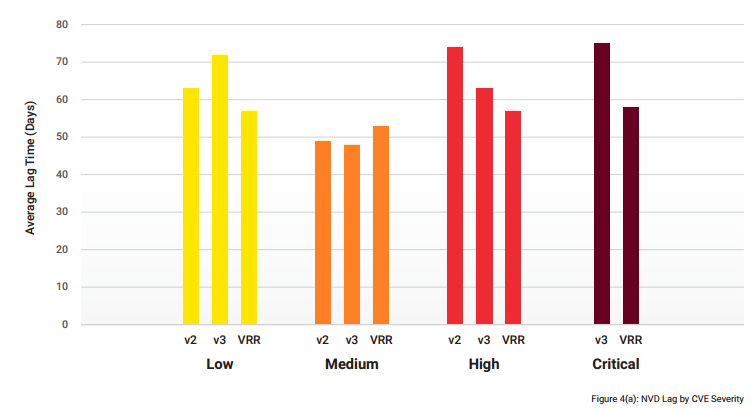 80
70
60
50
40
30
20
10
0
Average Lag Time (Days)
v2 v3 VRR v2 v3 VRR v2 v3 VRR v3 VRR
Low Medium High Critical
Figure 4(a): NVD Lag by CVE Severity